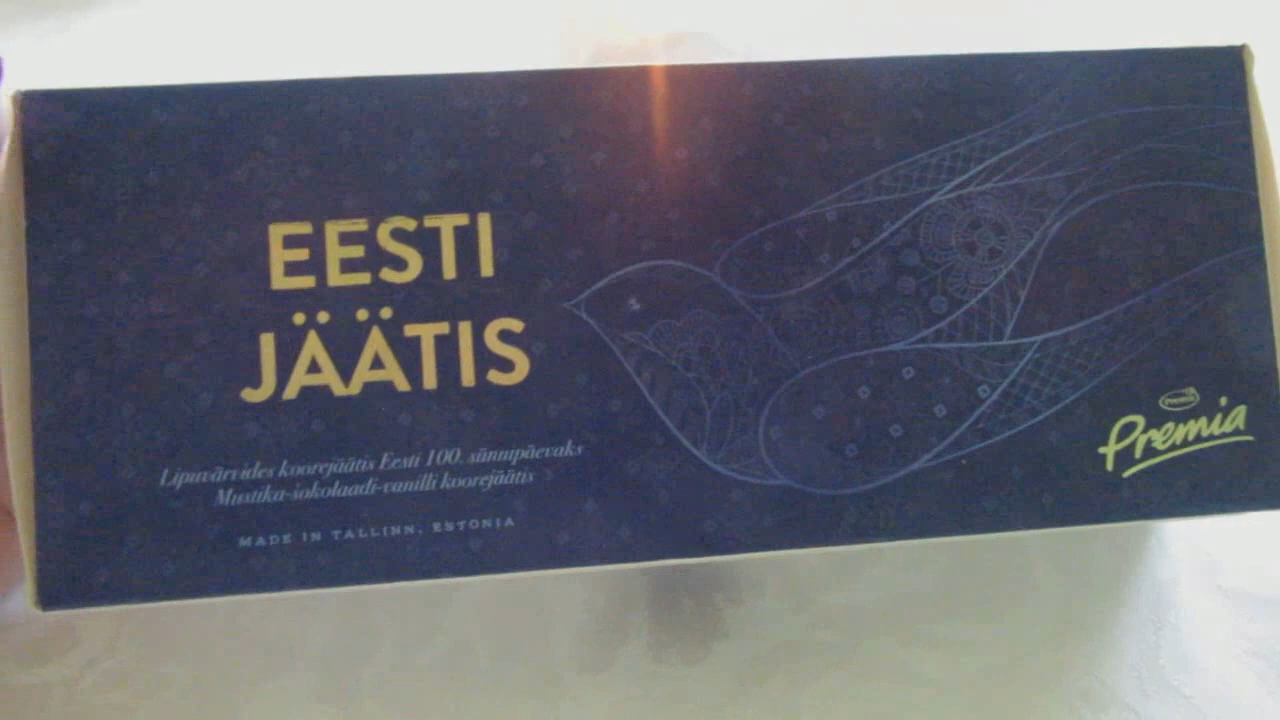 EESTI
JÄÄTIS
Lipuvärvides koorejäätis Eesti 100. sünnipäevaks
Mustika-šokolaadi-vanilli koorejäätis
MADE IN TALLINN, ESTONIA
Premia
Premia